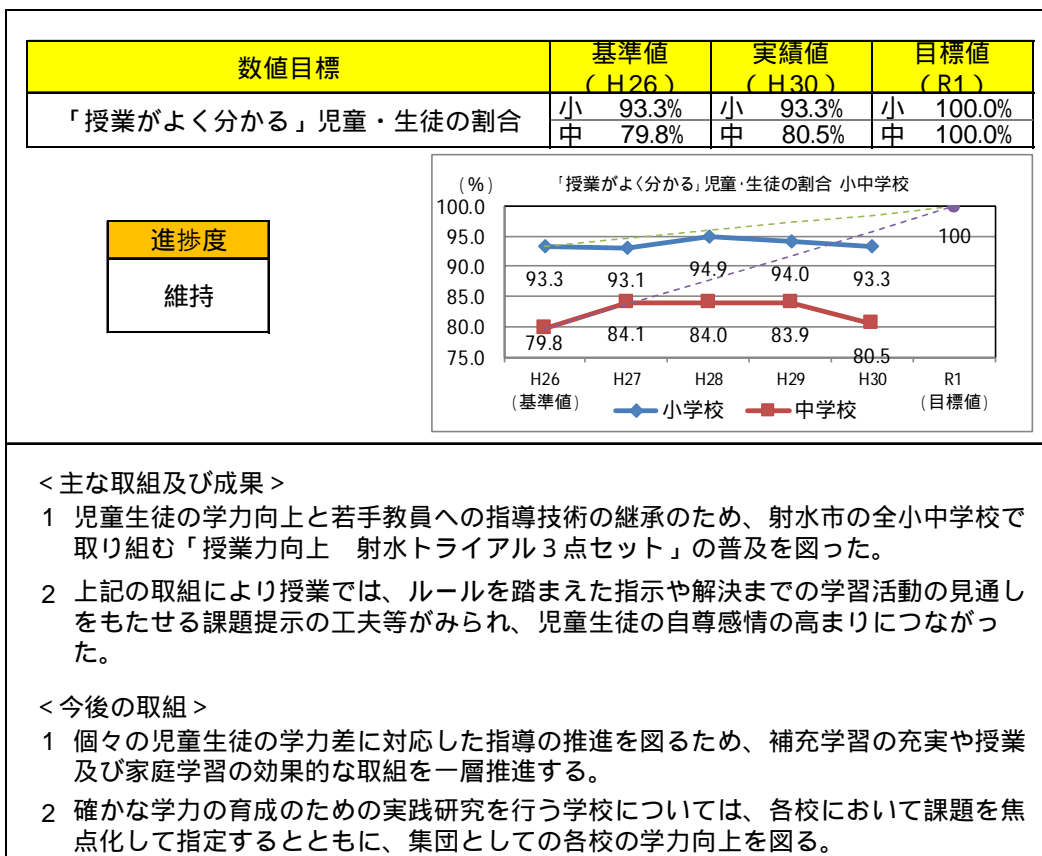 数値目標 基準値 実績値 目標値
（H26） （H30） （R1）
「授業がよく分かる」児童・生徒の割合 小 93.3% 小 93.3% 小 100.0%
中 79.8% 中 80.5% 中 100.0%
進捗度
維持
(%) 「授業がよく分かる」児童・生徒の割合 小中学校
100.0
95.0
90.0
85.0
80.0
75.0
93.3 93.1 94.9 94.0 93.3 100
79.8 84.1 84.0 83.9 80.5
H26 H27 H28 H29 H30 R1
(基準値) (目標値)
小学校 中学校
＜主な取組及び成果＞
1 児童生徒の学力向上と若手教員への指導技術の継承のため、射水市の全小中学校で
取り組む「授業力向上　射水トライアル３点セット」の普及を図った。
2 上記の取組により授業では、ルールを踏まえた指示や解決までの学習活動の見通し
をもたせる課題提示の工夫等がみられ、児童生徒の自尊感情の高まりにつながっ
た。
＜今後の取組＞
1 個々の児童生徒の学力差に対応した指導の推進を図るため、補充学習の充実や授業
及び家庭学習の効果的な取組を一層推進する。
2 確かな学力の育成のための実践研究を行う学校については、各校において課題を焦
点化して指定するとともに、集団としての各校の学力向上を図る。